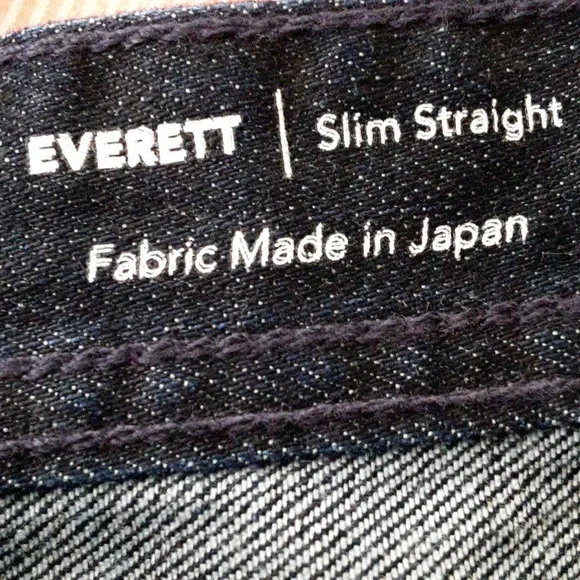 EVERETT | Slim Straight
Fabric Made in Japan